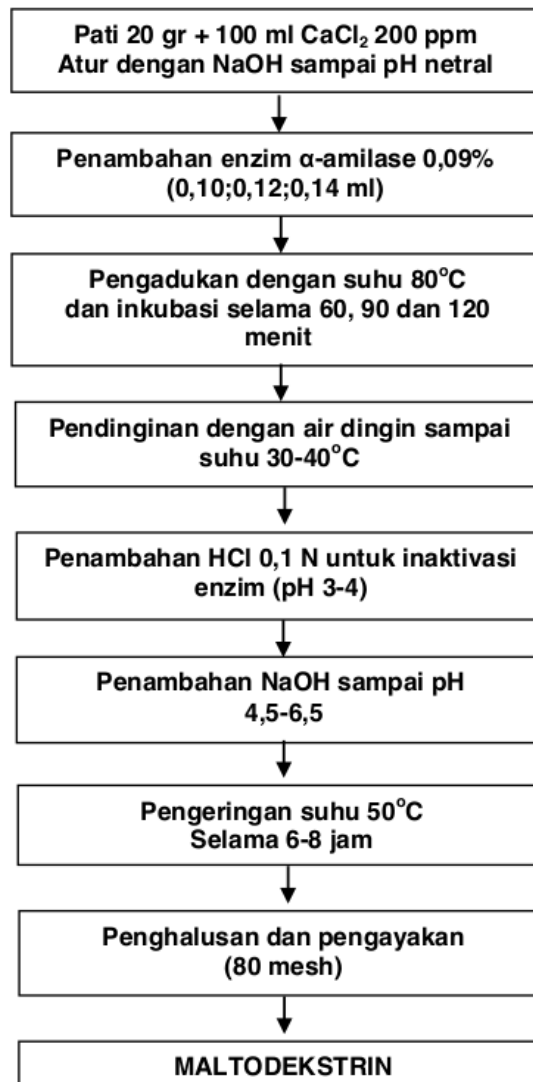 Pati 20 gr + 100 ml CaCl₂ 200 ppm
Atur dengan NaOH sampai pH netral
Penambahan enzim α-amilase 0,09%
(0,10;0,12;0,14 ml)
Pengadukan dengan suhu 80°C
dan inkubasi selama 60, 90 dan 120
menit
Pendinginan dengan air dingin sampai
suhu 30-40°C
Penambahan HCl 0,1 N untuk inaktivasi
enzim (pH 3-4)
Penambahan NaOH sampai pH
4,5-6,5
Pengeringan suhu 50°C
Selama 6-8 jam
Penghalusan dan pengayakan
(80 mesh)
MALTODEKSTRIN